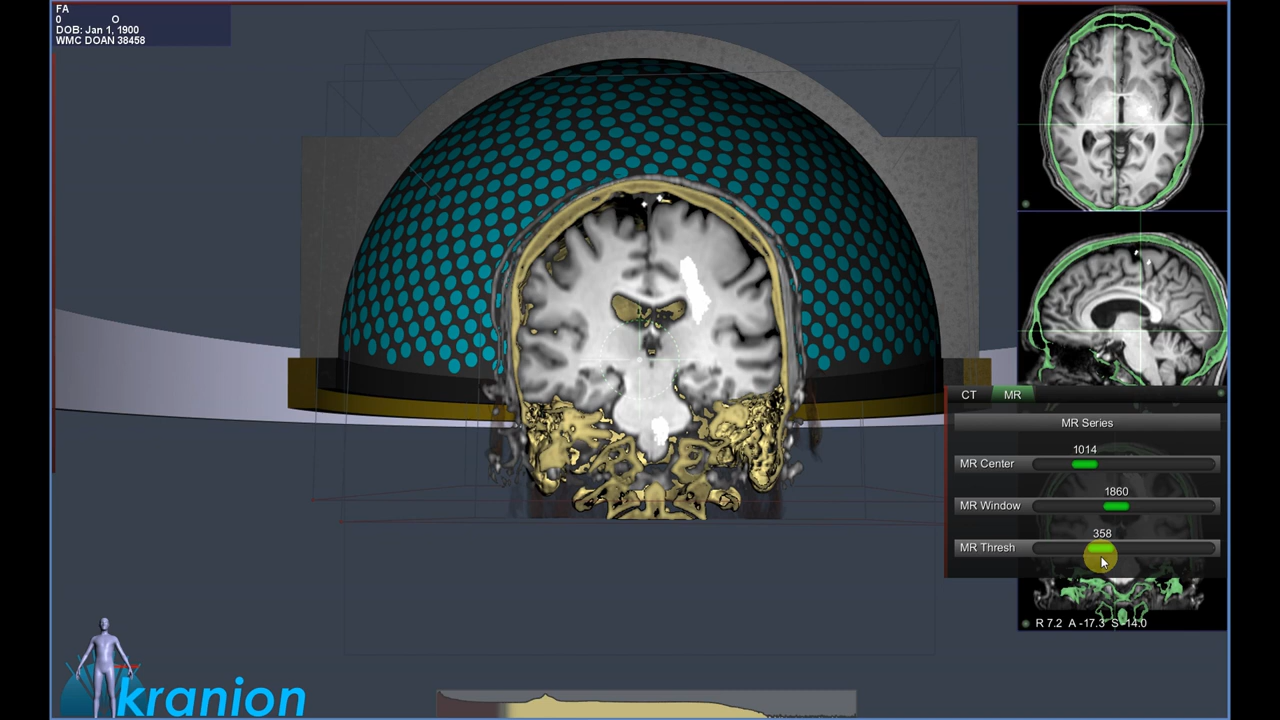 FA
0 O
DOB: Jan 1, 1900
WMC DOAN 38458
CT MR
MR Series
1014
MR Center
1860
MR Window
358
MR Thresh
R 7.2 A -17.3 S -14.0
kranion